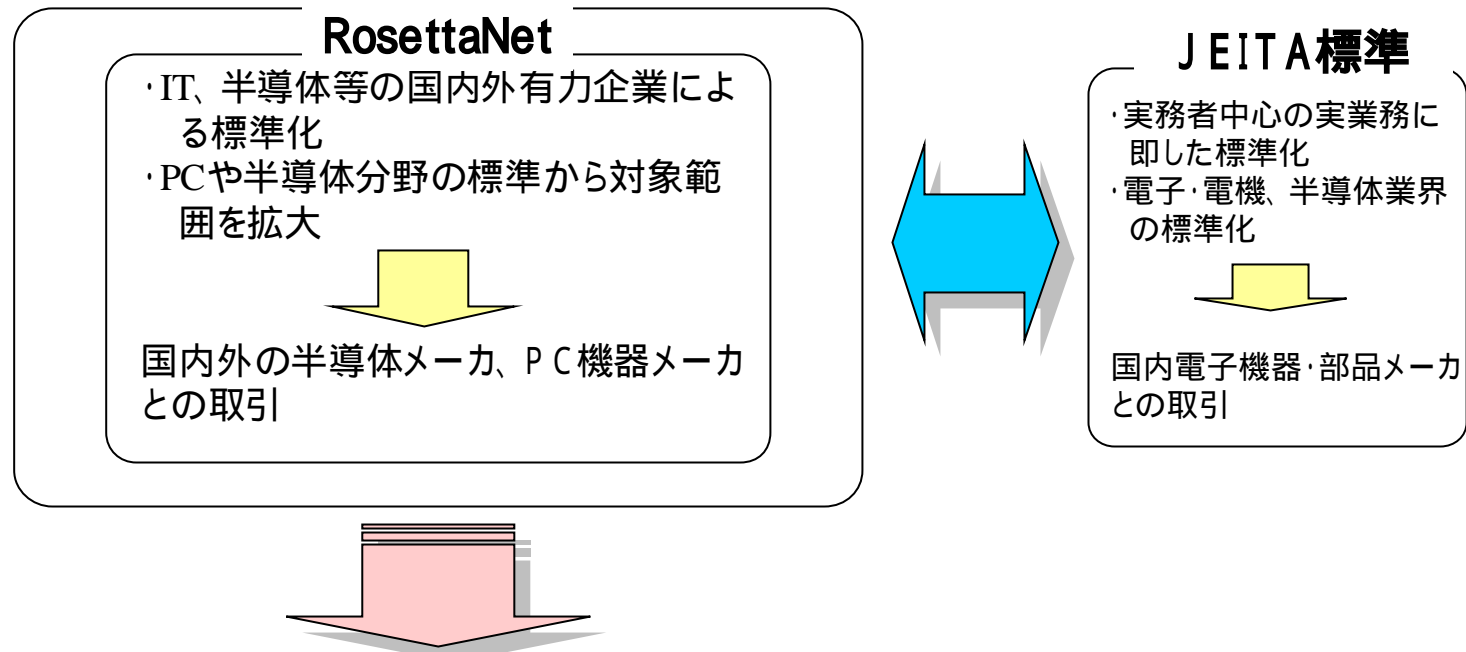 RosettaNet
・IT、半導体等の国内外有力企業によ
る標準化
・PCや半導体分野の標準から対象範
囲を拡大
国内外の半導体メーカ、ＰＣ機器メーカ
との取引
ＪＥＩＴＡ標準
・実務者中心の実業務に
即した標準化
・電子・電機、半導体業界
の標準化
国内電子機器・部品メーカ
との取引